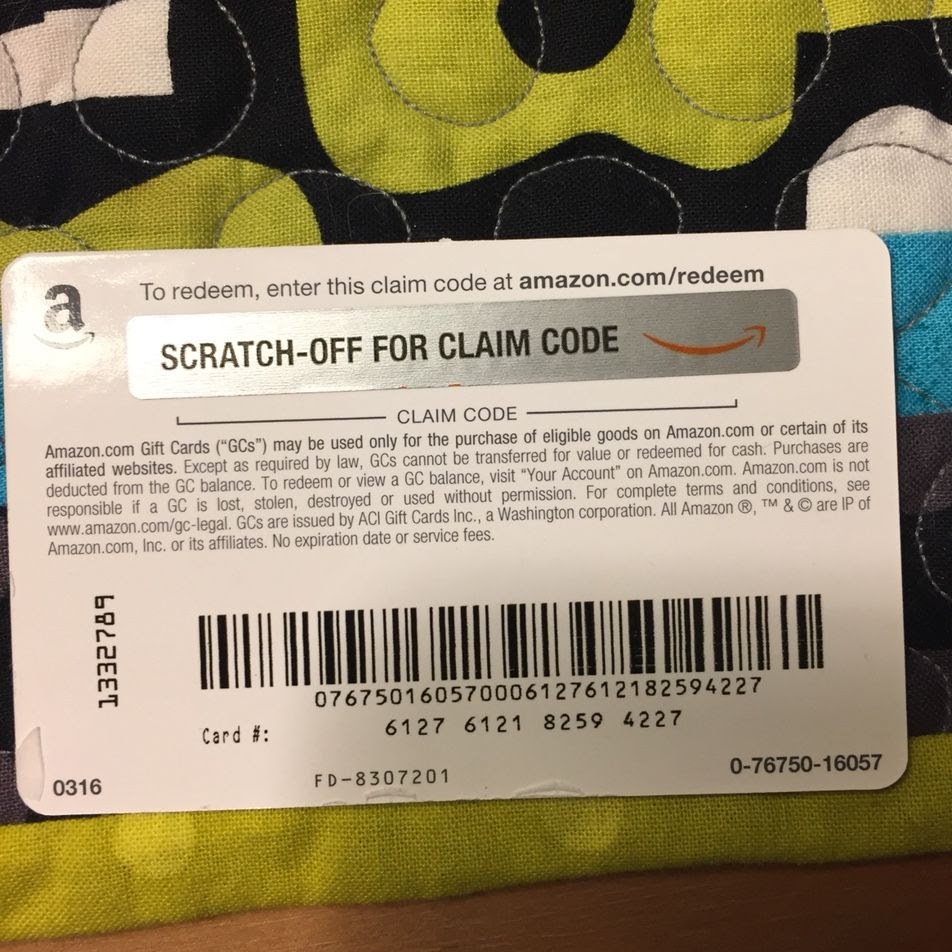 a
To redeem, enter this claim code at amazon.com/redeem
SCRATCH-OFF FOR CLAIM CODE
CLAIM CODE
Amazon.com Gift Cards (“GCs”) may be used only for the purchase of eligible goods on Amazon.com or certain of its
affiliated websites. Except as required by law, GCs cannot be transferred for value or redeemed for cash. Purchases are
deducted from the GC balance. To redeem or view a GC balance, visit “Your Account” on Amazon.com. Amazon.com is not
responsible if a GC is lost, stolen, destroyed or used without permission. For complete terms and conditions, see
www.amazon.com/gc-legal. GCs are issued by ACI Gift Cards Inc., a Washington corporation. All Amazon ®, ™ & © are IP of
Amazon.com, Inc. or its affiliates. No expiration date or service fees.
1332789
076750160570006127612182594227
Card #: 6127 6121 8259 4227
0316
FD-8307201
0-76750-16057